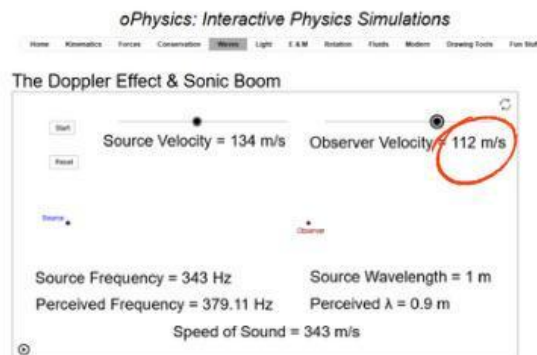 oPhysics: Interactive Physics Simulations
Home Kinematics Forces Conservation Waves Light E & M Rotation Fluids Modern Drawing Tools Fun Stuff
The Doppler Effect & Sonic Boom
Start
Source Velocity = 134 m/s
Observer Velocity = 112 m/s
Reset
Source
Observer
Source Frequency = 343 Hz
Source Wavelength = 1 m
Perceived Frequency = 379.11 Hz
Perceived λ = 0.9 m
Speed of Sound = 343 m/s